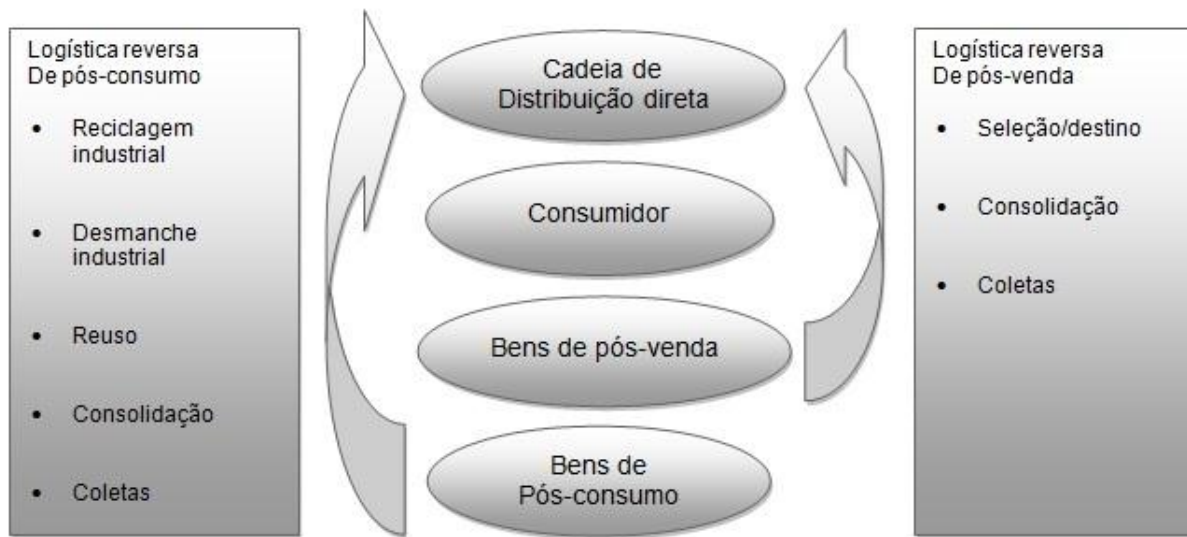 Logística reversa
De pós-consumo
• Reciclagem
industrial
• Desmanche
industrial
• Reuso
• Consolidação
• Coletas
Cadeia de
Distribuição direta
Consumidor
Bens de pós-venda
Bens de
Pós-consumo
Logística reversa
De pós-venda
• Seleção/destino
• Consolidação
• Coletas